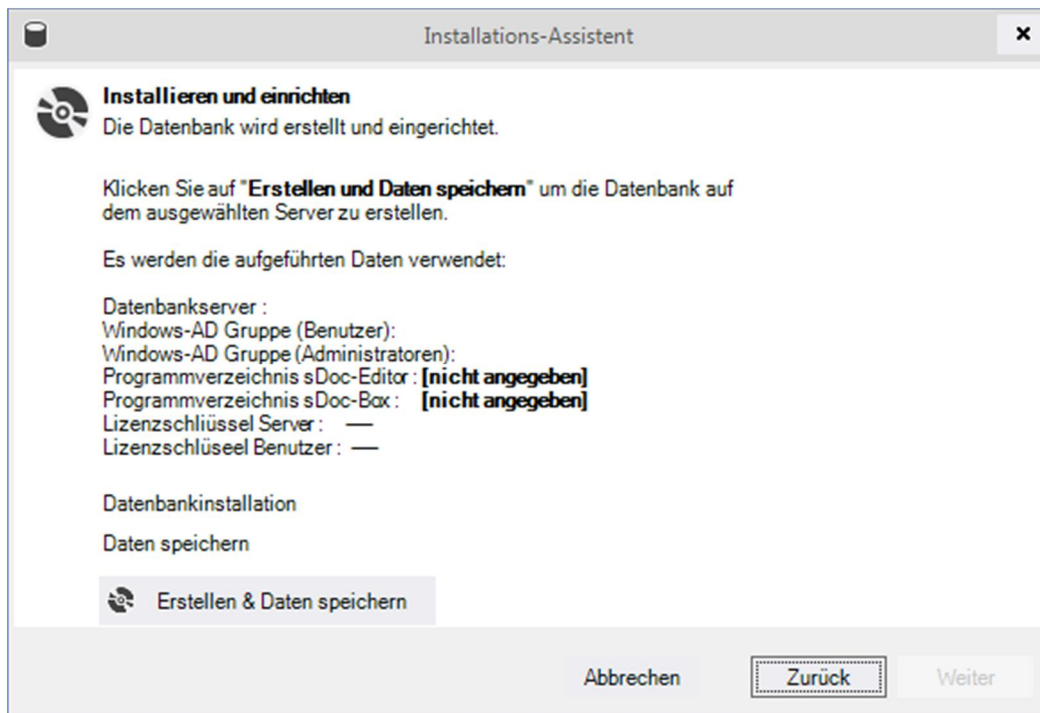 Installations-Assistent
Installieren und einrichten
Die Datenbank wird erstellt und eingerichtet.
Klicken Sie auf "Erstellen und Daten speichern" um die Datenbank auf
dem ausgewählten Server zu erstellen.
Es werden die aufgeführten Daten verwendet:
Datenbankserver :
Windows-AD Gruppe (Benutzer):
Windows-AD Gruppe (Administratoren):
Programmverzeichnis sDoc-Editor : [nicht angegeben]
Programmverzeichnis sDoc-Box : [nicht angegeben]
Lizenzschliüssel Server : —
Lizenzschlüseel Benutzer : —
Datenbankinstallation
Daten speichern
Erstellen & Daten speichern
Abbrechen
Zurück
Weiter